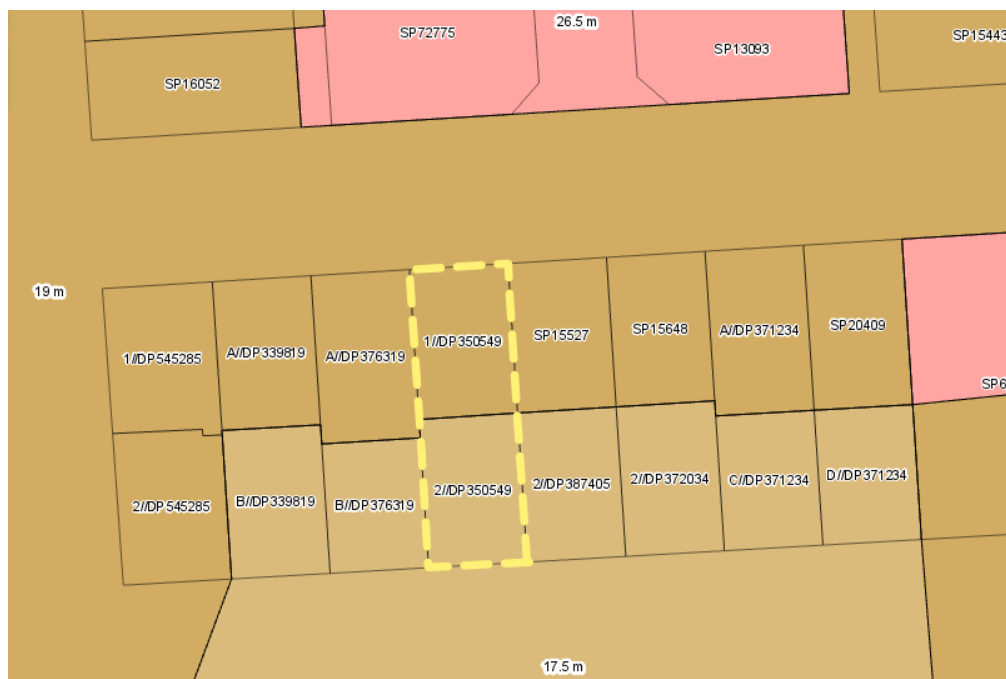 26.5 m
SP72775
SP15443
SP13093
SP16052
19 m
1//DP545285
A//DP339819
A//DP376319
1//DP350549
SP15527
SP15648
A//DP371234
SP20409
SP6
2//DP545285
B//DP339819
B//DP376319
2//DP350549
2//DP387405
2//DP372034
C//DP371234
D//DP371234
17.5 m